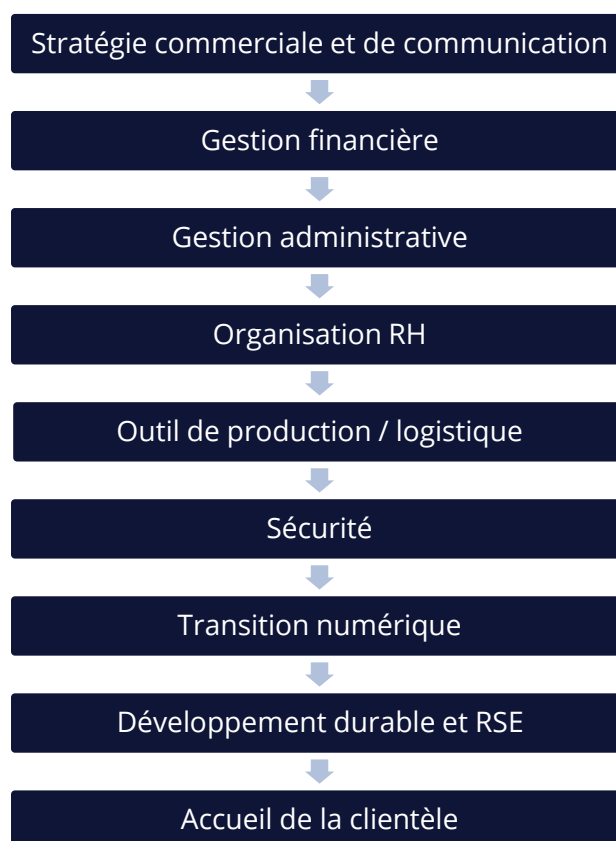 Stratégie commerciale et de communication
Gestion financière
Gestion administrative
Organisation RH
Outil de production / logistique
Sécurité
Transition numérique
Développement durable et RSE
Accueil de la clientèle